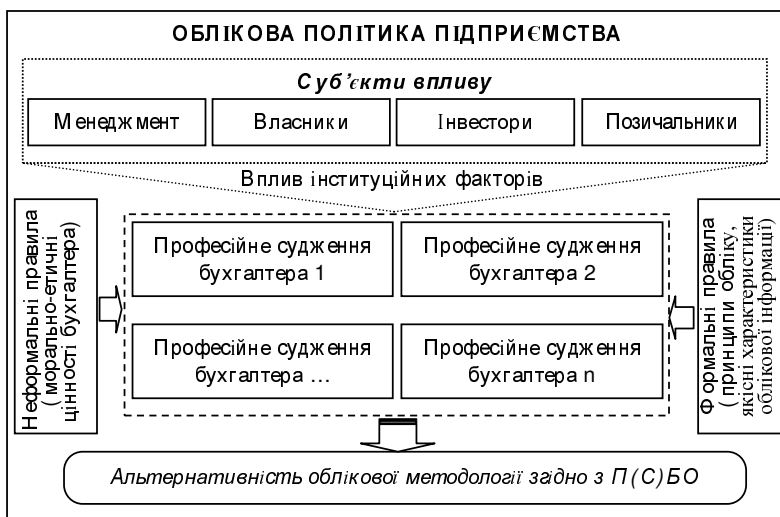 ОБЛІКОВА ПОЛІТИКА ПІДПРИЄМСТВА
Суб’єкти впливу
Менеджмент
Власники
Інвестори
Позичальники
Вплив інституційних факторів
Неформальні правила
(морально-етичні
цінності бухгалтера)
Професійне судження
бухгалтера 1
Професійне судження
бухгалтера 2
Професійне судження
бухгалтера ...
Професійне судження
бухгалтера n
Формальні правила
(принципи обліку,
якісні характеристики
облікової інформації)
Альтернативність облікової методології згідно з П(С)БО